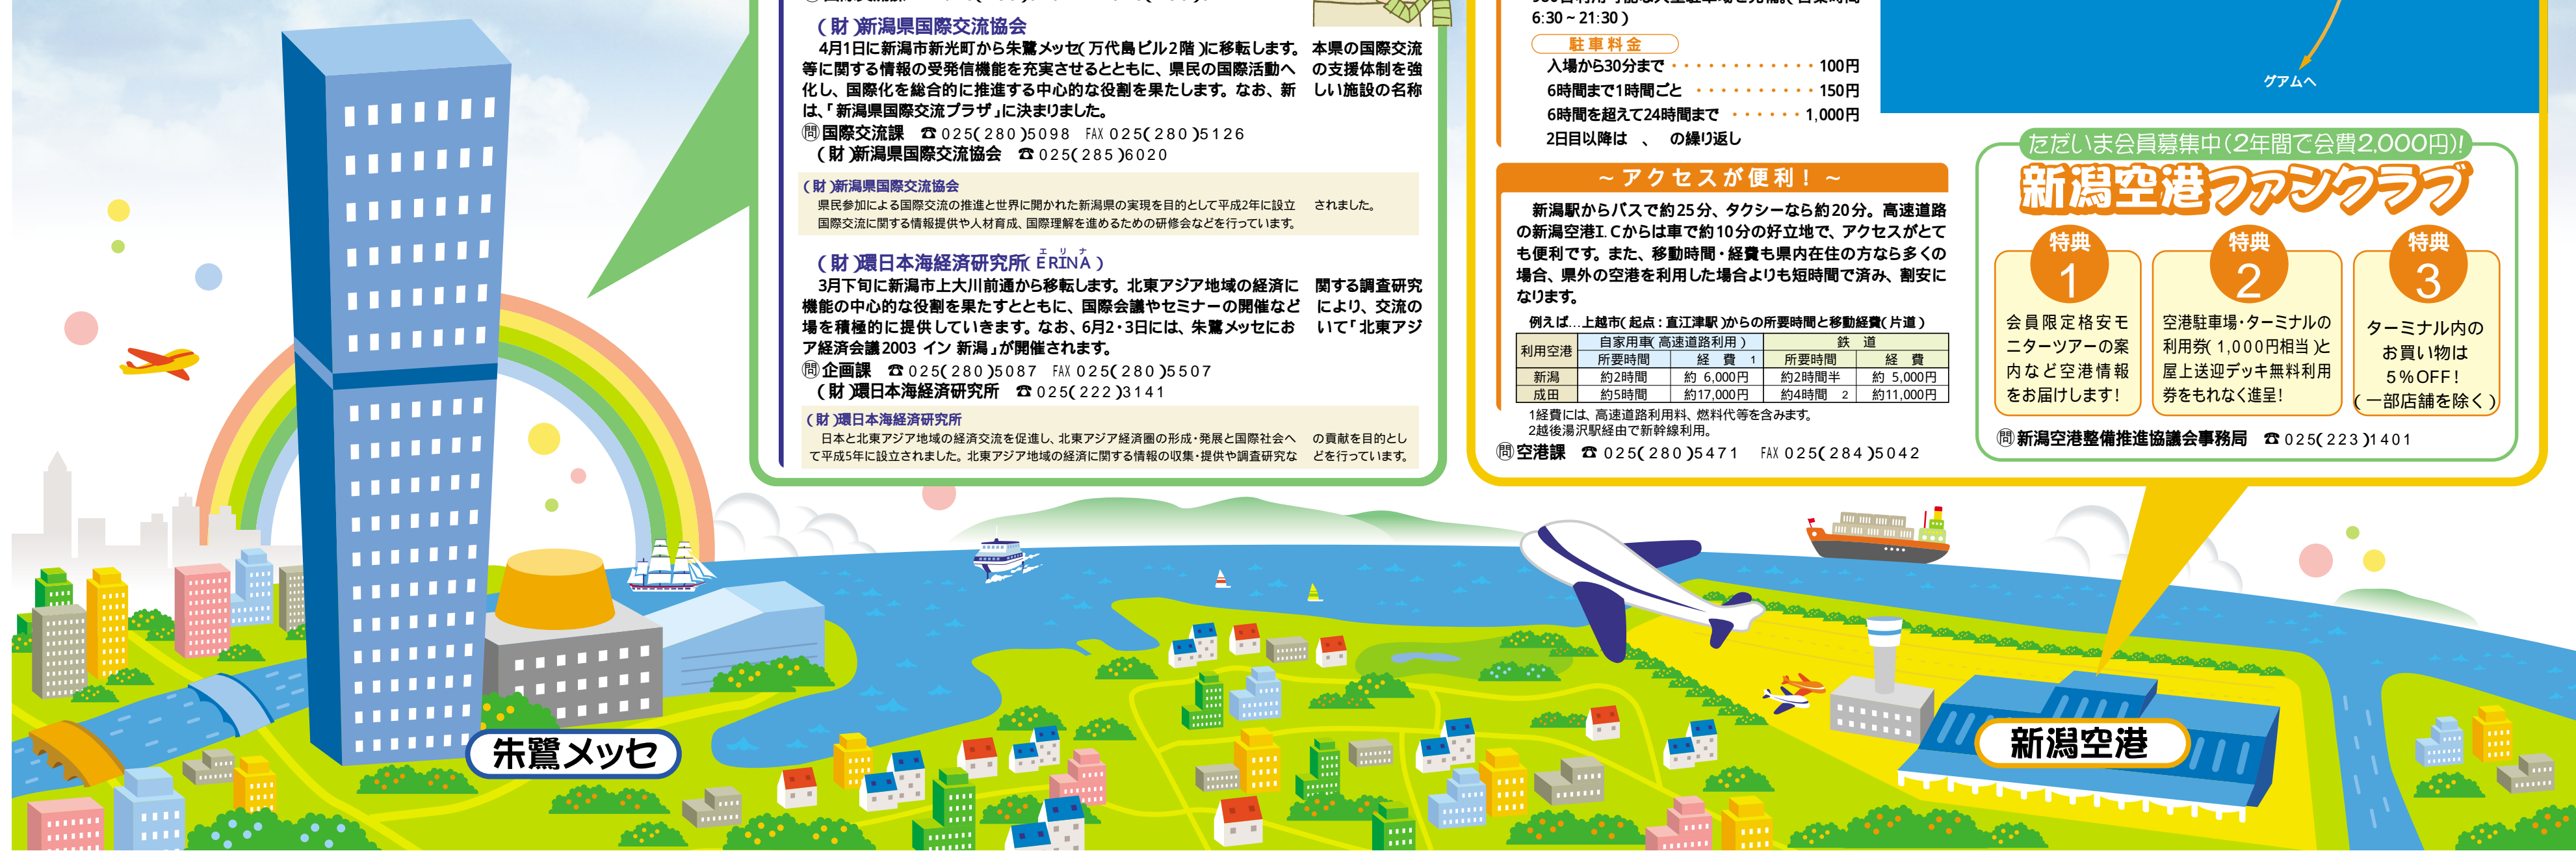 (財)新潟県国際交流協会
4月1日に新潟市新光町から朱鷺メッセ(万代島ビル2階)に移転します。 本県の国際交流
等に関する情報の受発信機能を充実させるとともに、県民の国際活動へ の支援体制を強
化し、国際化を総合的に推進する中心的な役割を果たします。なお、新 しい施設の名称
は、「新潟県国際交流プラザ」に決まりました。
問 国際交流課 ☎025(280)5098 FAX 025(280)5126
(財)新潟県国際交流協会 ☎025(285)6020
(財)新潟県国際交流協会
県民参加による国際交流の推進と世界に開かれた新潟県の実現を目的として平成2年に設立 されました。
国際交流に関する情報提供や人材育成、国際理解を進めるための研修会などを行っています。
エリナ
(財)環日本海経済研究所(ERINA)
3月下旬に新潟市上大川前通から移転します。北東アジア地域の経済に 関する調査研究
機能の中心的な役割を果たすとともに、国際会議やセミナーの開催など により、交流の
場を積極的に提供していきます。なお、6月2・3日には、朱鷺メッセにお いて「北東アジ
ア経済会議2003 イン 新潟」が開催されます。
問 企画課 ☎025(280)5087 FAX 025(280)5507
(財)環日本海経済研究所 ☎025(222)3141
(財)環日本海経済研究所
日本と北東アジア地域の経済交流を促進し、北東アジア経済圏の形成・発展と国際社会へ の貢献を目的とし
て平成5年に設立されました。北東アジア地域の経済に関する情報の収集・提供や調査研究な どを行っています。
6:30~21:30)
駐車料金
入場から30分まで・・・・・・・・・・・・100円
6時間まで1時間ごと ・・・・・・・・・・150円
6時間を超えて24時間まで ・・・・・・1,000円
2日目以降は 、 の繰り返し
~アクセスが便利!~
新潟駅からバスで約25分、タクシーなら約20分。高速道路
の新潟空港I.Cからは車で約10分の好立地で、アクセスがとて
も便利です。また、移動時間・経費も県内在住の方なら多くの
場合、県外の空港を利用した場合よりも短時間で済み、割安に
なります。
例えば…上越市(起点:直江津駅)からの所要時間と移動経費(片道)
利用空港 自家用車(高速道路利用) 鉄 道
所要時間 経 費 1 所要時間 経 費
新潟 約2時間 約 6,000円 約2時間半 約 5,000円
成田 約5時間 約17,000円 約4時間 2 約11,000円
1経費には、高速道路利用料、燃料代等を含みます。
2越後湯沢駅経由で新幹線利用。
問 空港課 ☎025(280)5471 FAX 025(284)5042
グアムへ
ただいま会員募集中(2年間で会費2,000円)!
新潟空港ファンクラブ
特典
1
会員限定格安モ
ニターツアーの案
内など空港情報
をお届けします!
特典
2
空港駐車場・ターミナルの
利用券(1,000円相当)と
屋上送迎デッキ無料利用
券をもれなく進呈!
特典
3
ターミナル内の
お買い物は
5%OFF!
(一部店舗を除く)
問 新潟空港整備推進協議会事務局 ☎025(223)1401
朱鷺メッセ
新潟空港